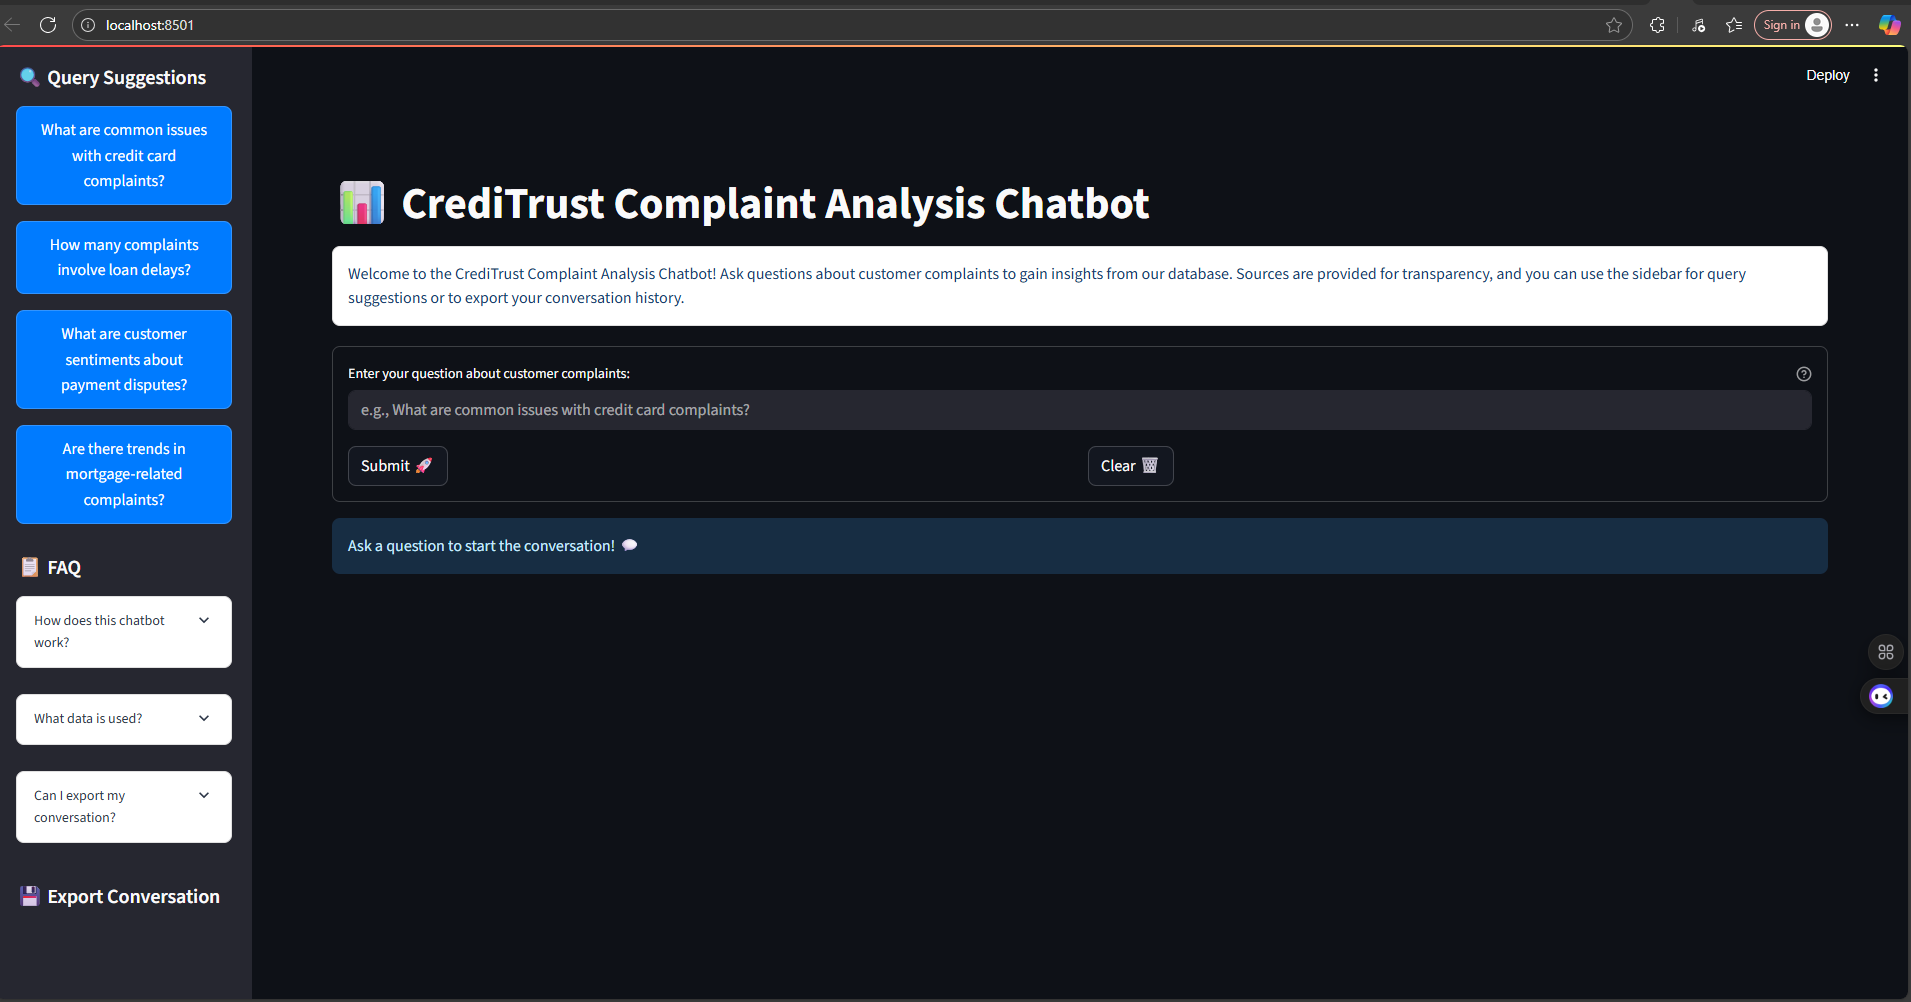 localhost:8501
Sign in
Query Suggestions
What are common issues
with credit card
complaints?
How many complaints
involve loan delays?
What are customer
sentiments about
payment disputes?
Are there trends in
mortgage-related
complaints?
FAQ
How does this chatbot
work?
What data is used?
Can I export my
conversation?
Export Conversation
Deploy
CrediTrust Complaint Analysis Chatbot
Welcome to the CrediTrust Complaint Analysis Chatbot! Ask questions about customer complaints to gain insights from our database. Sources are provided for transparency, and you can use the sidebar for query
suggestions or to export your conversation history.
Enter your question about customer complaints:
e.g., What are common issues with credit card complaints?
Submit 🚀
Clear 🗑️
Ask a question to start the conversation! 💬